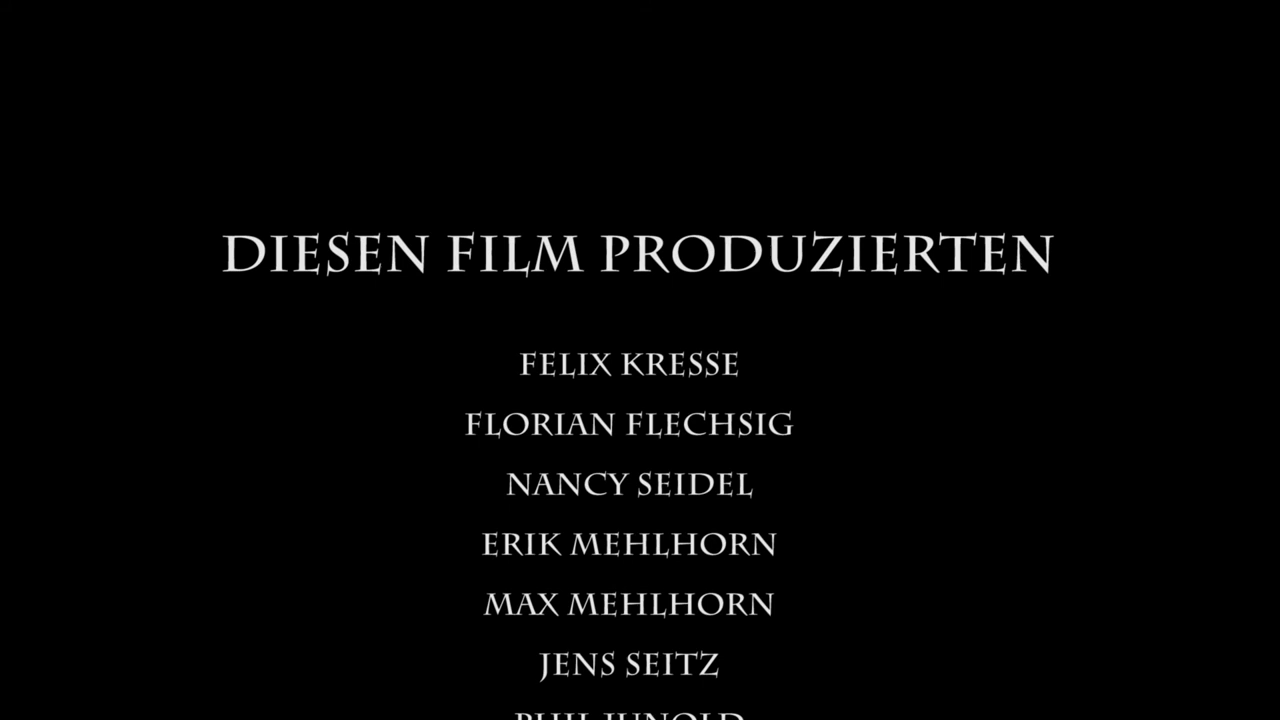 DIESEN FILM PRODUZIERTEN
FELIX KRESSE
FLORIAN FLECHSIG
NANCY SEIDEL
ERIK MEHLHORN
MAX MEHLHORN
JENS SEITZ